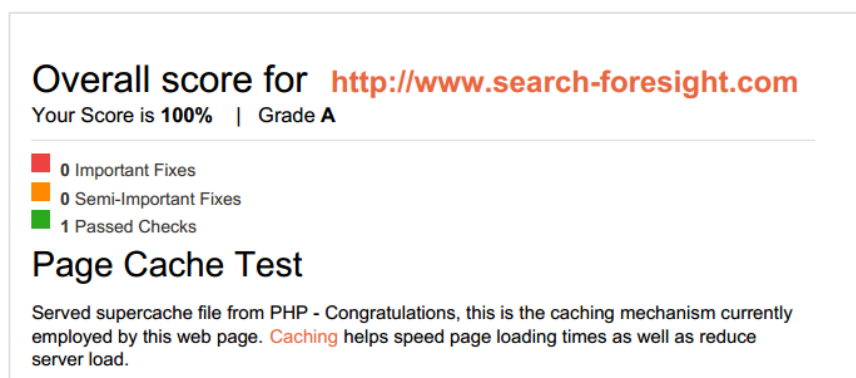 Overall score for http://www.search-foresight.com
Your Score is 100% | Grade A
0 Important Fixes
0 Semi-Important Fixes
1 Passed Checks
Page Cache Test
Served supercache file from PHP - Congratulations, this is the caching mechanism currently
employed by this web page. Caching helps speed page loading times as well as reduce
server load.